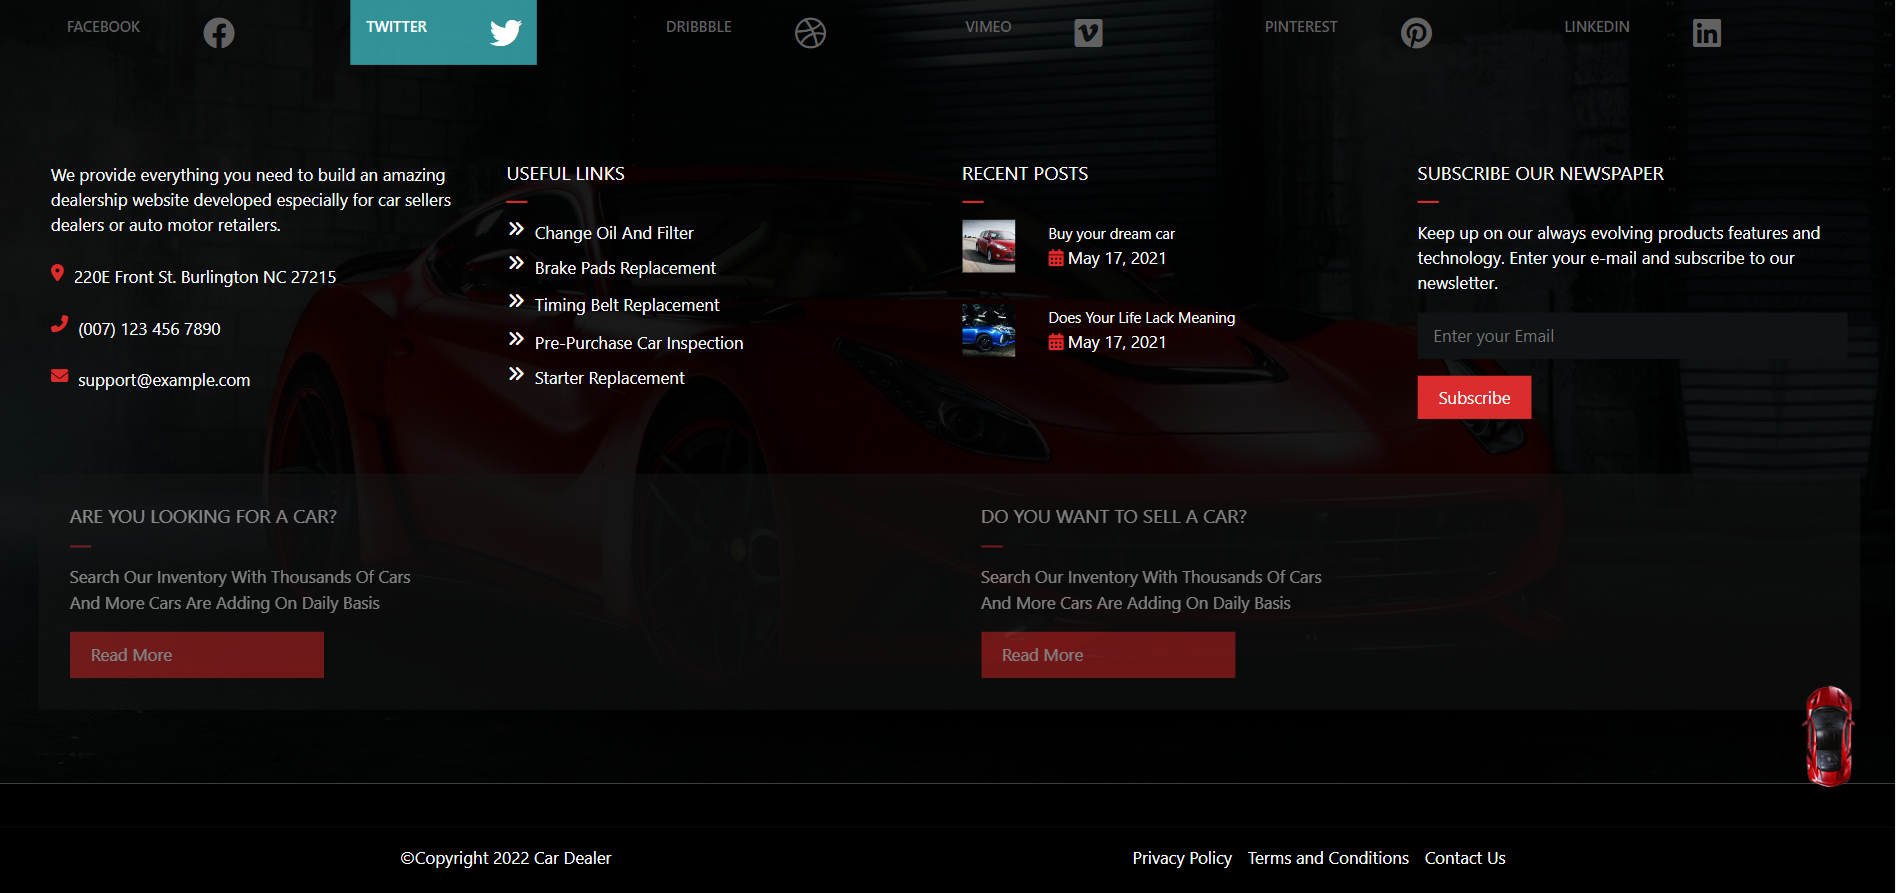 FACEBOOK
TWITTER
DRIBBBLE
VIMEO
PINTEREST
LINKEDIN
We provide everything you need to build an amazing
dealership website developed especially for car sellers
dealers or auto motor retailers.
220E Front St. Burlington NC 27215
(007) 123 456 7890
support@example.com
USEFUL LINKS
Change Oil And Filter
Brake Pads Replacement
Timing Belt Replacement
Pre-Purchase Car Inspection
Starter Replacement
RECENT POSTS
Buy your dream car
May 17, 2021
Does Your Life Lack Meaning
May 17, 2021
SUBSCRIBE OUR NEWSPAPER
Keep up on our always evolving products features and
technology. Enter your e-mail and subscribe to our
newsletter.
Enter your Email
Subscribe
ARE YOU LOOKING FOR A CAR?
Search Our Inventory With Thousands Of Cars
And More Cars Are Adding On Daily Basis
Read More
DO YOU WANT TO SELL A CAR?
Search Our Inventory With Thousands Of Cars
And More Cars Are Adding On Daily Basis
Read More
©Copyright 2022 Car Dealer
Privacy Policy Terms and Conditions Contact Us